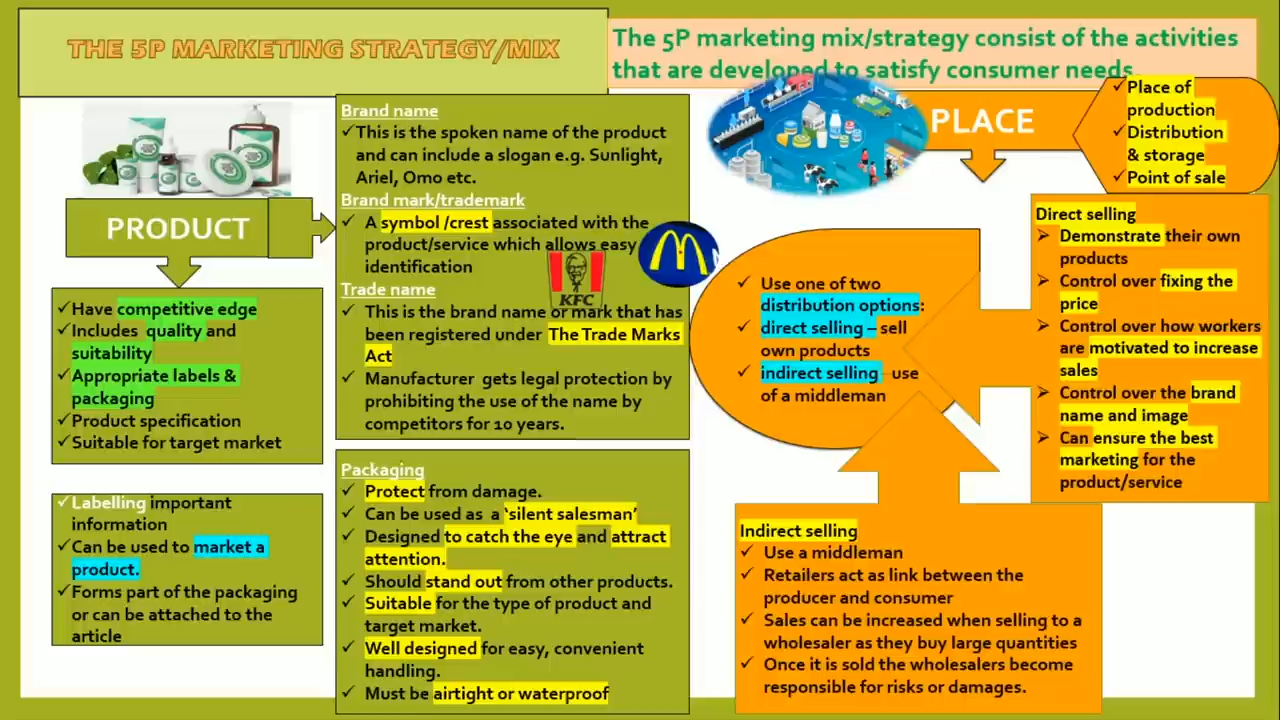 THE 5P MARKETING STRATEGY/MIX
The 5P marketing mix/strategy consist of the activities
that are developed to satisfy consumer needs.
PRODUCT
✓Have competitive edge
✓Includes quality and
suitability
✓Appropriate labels &
packaging
✓Product specification
✓Suitable for target market
✓Labelling important
information
✓Can be used to market a
product.
✓Forms part of the packaging
or can be attached to the
article
Brand name
✓This is the spoken name of the product
and can include a slogan e.g. Sunlight,
Ariel, Omo etc.
Brand mark/trademark
✓ A symbol /crest associated with the
product/service which allows easy
identification
Trade name
✓ This is the brand name or mark that has
been registered under The Trade Marks
Act
✓ Manufacturer gets legal protection by
prohibiting the use of the name by
competitors for 10 years.
KFC
M
Packaging
✓ Protect from damage.
✓ Can be used as a ‘silent salesman’
✓ Designed to catch the eye and attract
attention.
✓ Should stand out from other products.
✓ Suitable for the type of product and
target market.
✓ Well designed for easy, convenient
handling.
✓ Must be airtight or waterproof
PLACE
✓Place of
production
✓Distribution
& storage
✓Point of sale
✓ Use one of two
distribution options:
✓ direct selling – sell
own products
✓ indirect selling – use
of a middleman
Direct selling
➢ Demonstrate their own
products
➢ Control over fixing the
price
➢ Control over how workers
are motivated to increase
sales
➢ Control over the brand
name and image
➢ Can ensure the best
marketing for the
product/service
Indirect selling
✓ Use a middleman
✓ Retailers act as link between the
producer and consumer
✓ Sales can be increased when selling to a
wholesaler as they buy large quantities
✓ Once it is sold the wholesalers become
responsible for risks or damages.